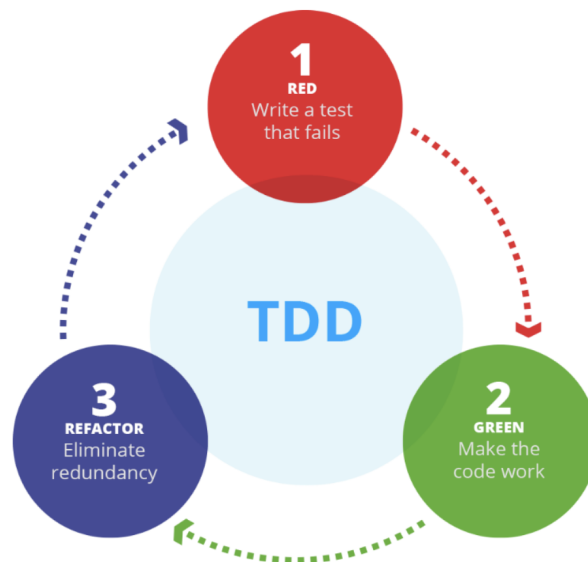 1
RED
Write a test
that fails
TDD
3
REFACTOR
Eliminate
redundancy
2
GREEN
Make the
code work